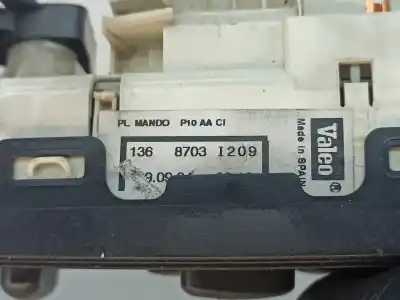 PL MANDO P10 AA CI
136 8703 I209
Valeo
Made in SPAIN